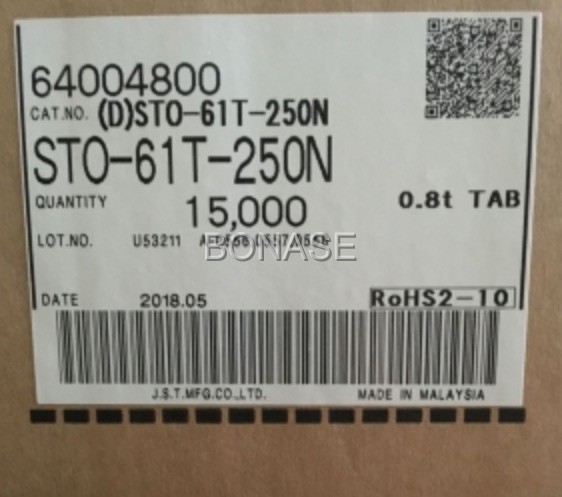 64004800
CAT.NO. (D)STO-61T-250N
STO-61T-250N
QUANTITY 15,000 0.8t TAB
LOT.NO. U53211
BONASE
DATE 2018.05 RoHS2-10
J.S.T.MFG.CO.,LTD. MADE IN MALAYSIA